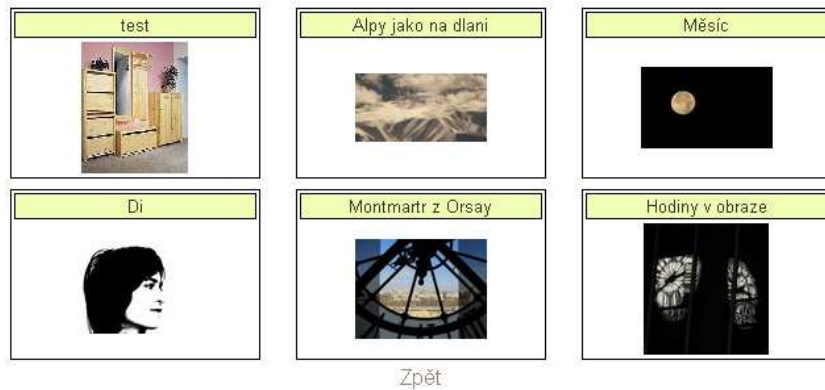 test
Alpy jako na dlani
Měsíc
Di
Montmartr z Orsay
Hodiny v obraze
Zpět